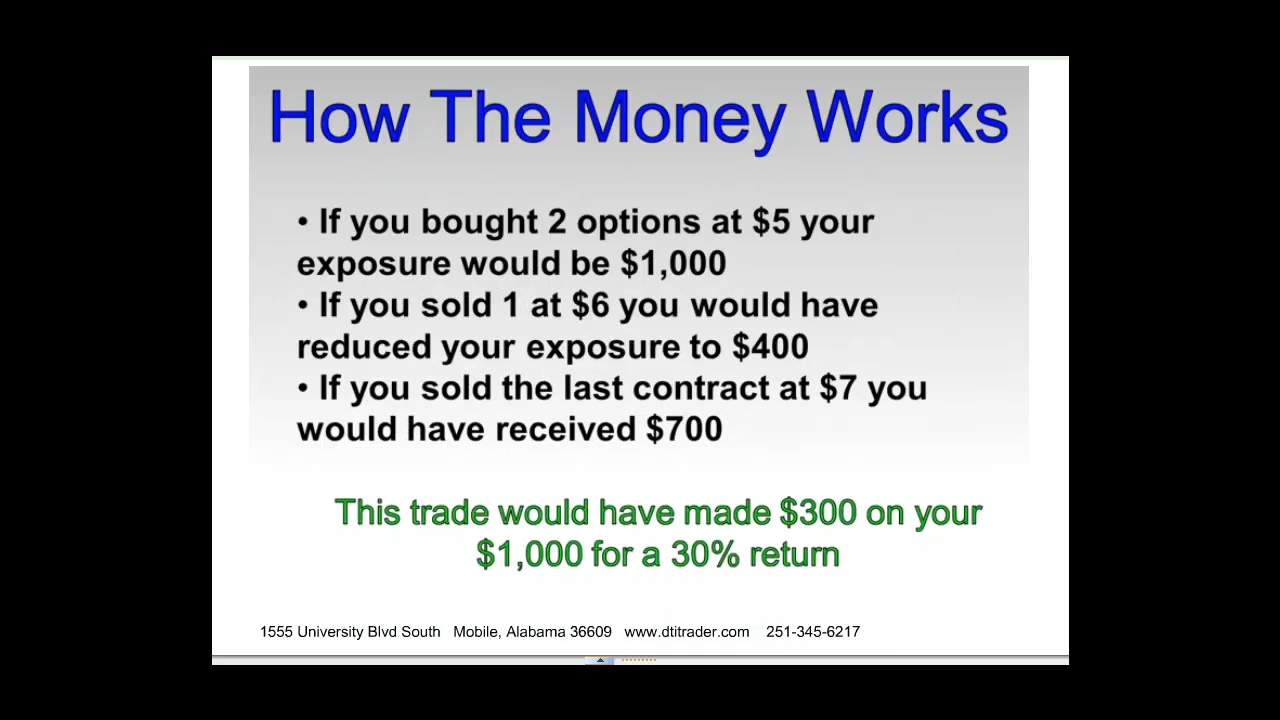 How The Money Works
• If you bought 2 options at $5 your
exposure would be $1,000
• If you sold 1 at $6 you would have
reduced your exposure to $400
• If you sold the last contract at $7 you
would have received $700
This trade would have made $300 on your
$1,000 for a 30% return
1555 University Blvd South Mobile, Alabama 36609 www.dtitrader.com 251-345-6217